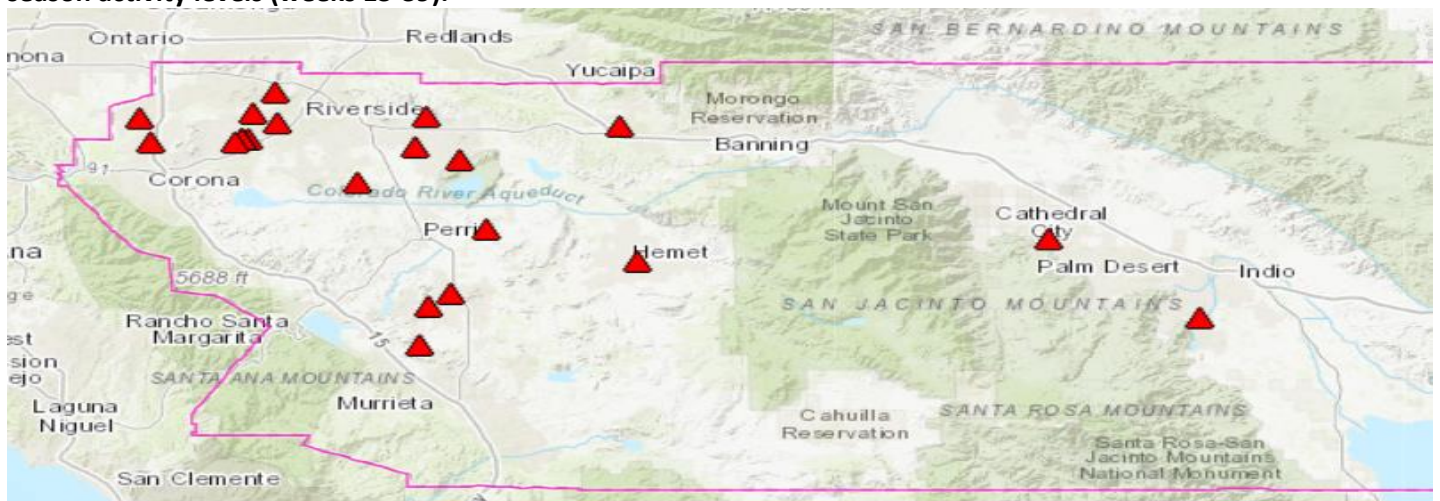 Ontario
Redlands
SAN BERNARDINO MOUNTAINS
Yucaipa
Riverside
Morongo
Reservation
Banning
91
Corona
Colorado River Aqueduct
Mount San
Jacinto
State Park
Cathedral
City
Perri
Hemet
Palm Desert
Indio
5688 ft
SAN JACINTO MOUNTAINS
Rancho Santa
Margarita
15
SANTA ANA MOUNTAINS
Murrieta
Laguna
Niguel
Cahuilla
Reservation
SANTA ROSA MOUNTAINS
Santa Rosa-San
Jacinto Mountains
National Monument
San Clemente